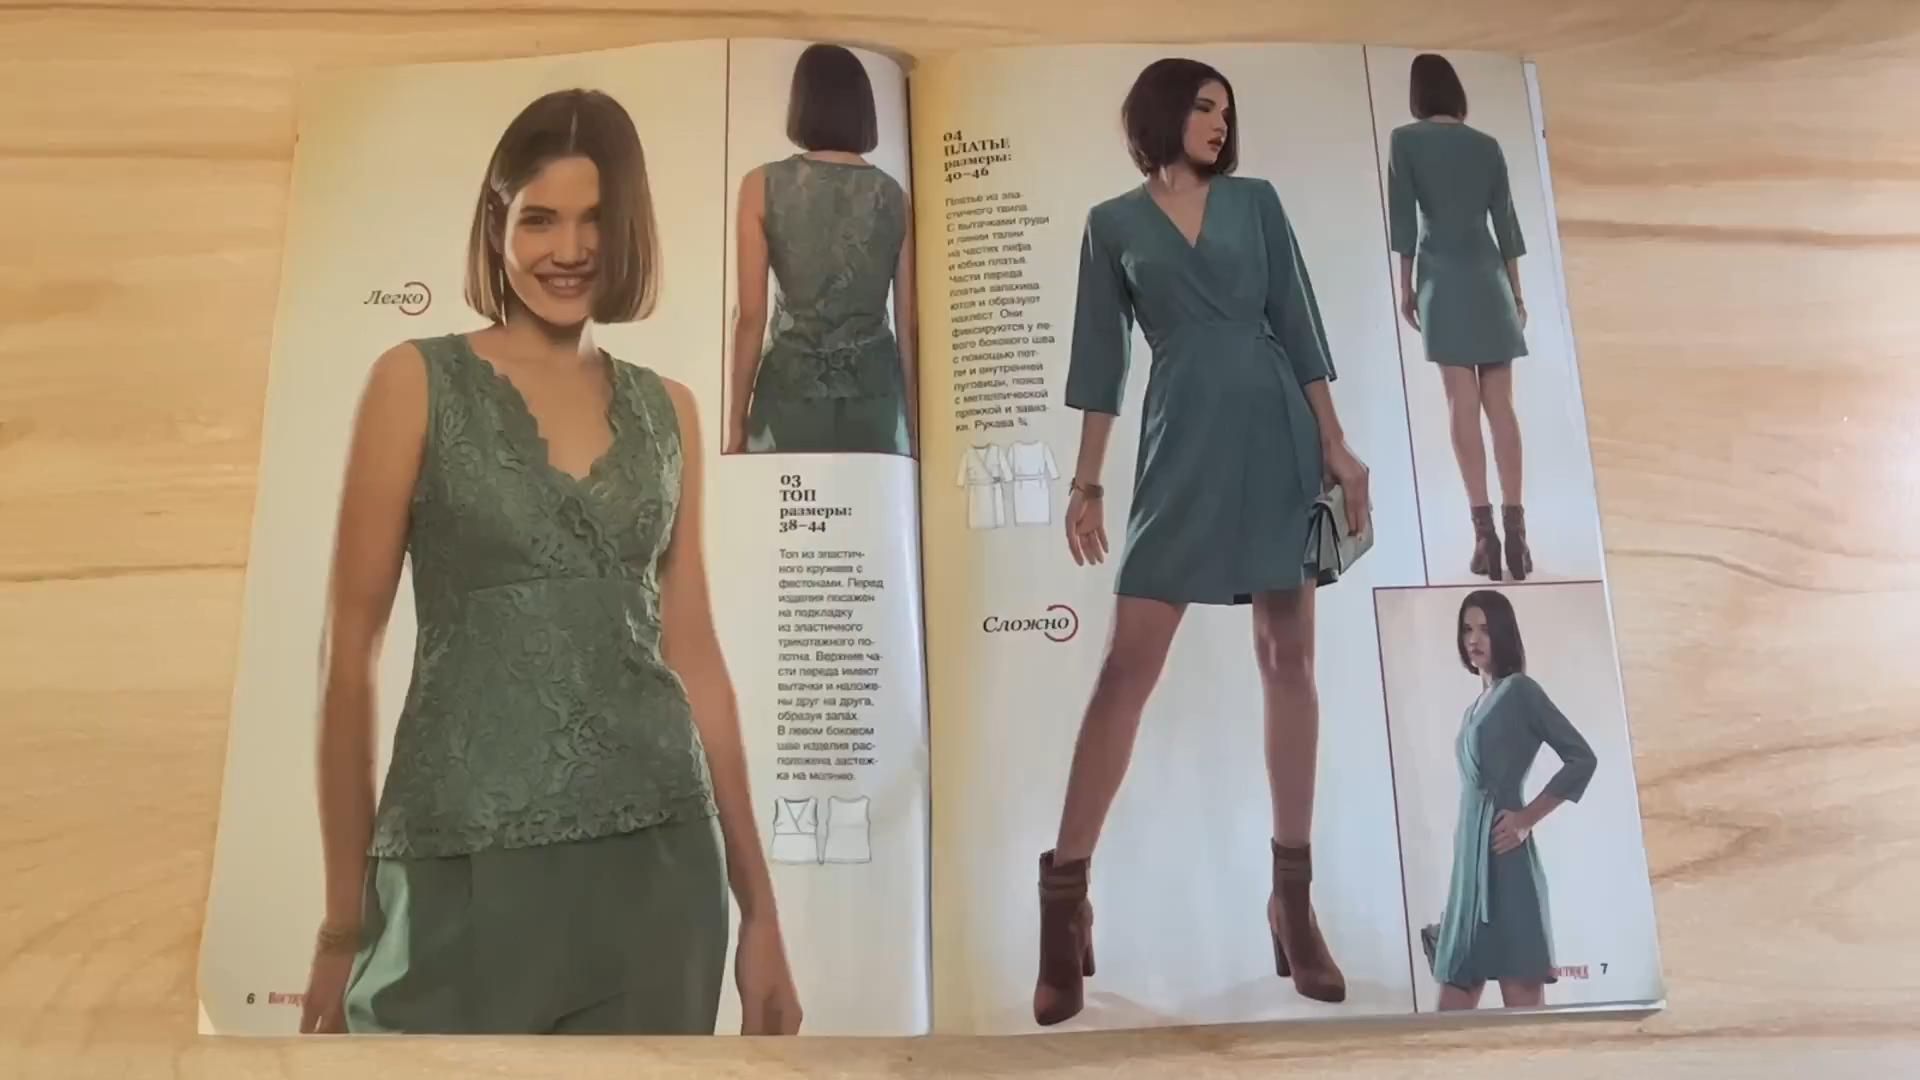 Легко
03
ТОП
размеры:
38–44
Топ из эластич-
ного кружева с
фестонами. Перед
изделия посажен
на подкладку
из эластичного
трикотажного по-
лотна. Верхние ча-
сти переда имеют
вытачки и наложе-
ны друг на друга,
образуя запах.
В левом боковом
шве изделия рас-
положена застеж-
ка на молнию.
6
04
ПЛАТЬЕ
размеры:
40–46
Платье из эла-
стичного твила.
С вытачками груди
и линии талии
на частях лифа
и юбки платья.
Части переда
платья запахива-
ются и образуют
нахлест. Они
фиксируются у ле-
вого бокового шва
с помощью пет-
ли и внутренней
пуговицы, пояса
с металлической
пряжкой и завяз-
ки. Рукава ¾.
Сложно
7